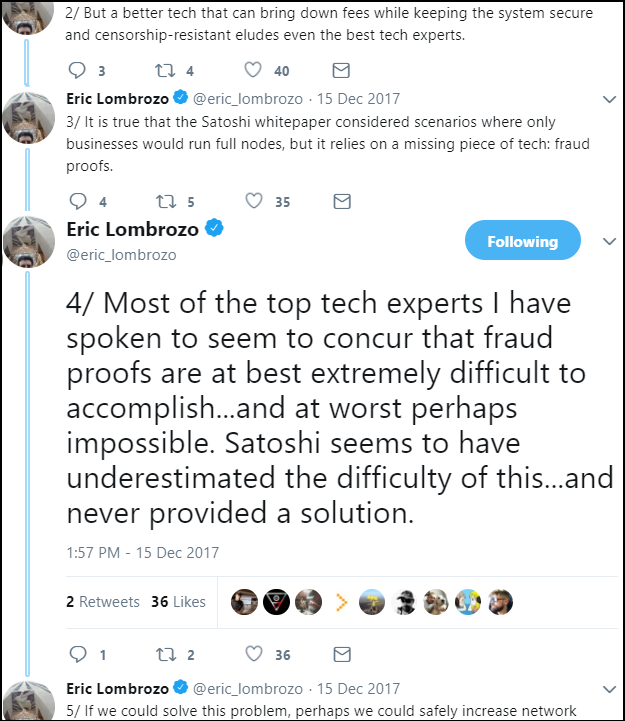 2/ But a better tech that can bring down fees while keeping the system secure
and censorship-resistant eludes even the best tech experts.
3 4 40
Eric Lombrozo @eric_lombrozo · 15 Dec 2017
3/ It is true that the Satoshi whitepaper considered scenarios where only
businesses would run full nodes, but it relies on a missing piece of tech: fraud
proofs.
4 5 35
Eric Lombrozo
@eric_lombrozo
Following
4/ Most of the top tech experts I have
spoken to seem to concur that fraud
proofs are at best extremely difficult to
accomplish...and at worst perhaps
impossible. Satoshi seems to have
underestimated the difficulty of this...and
never provided a solution.
1:57 PM - 15 Dec 2017
2 Retweets 36 Likes
1 2 36
Eric Lombrozo @eric_lombrozo · 15 Dec 2017
5/ If we could solve this problem, perhaps we could safely increase network